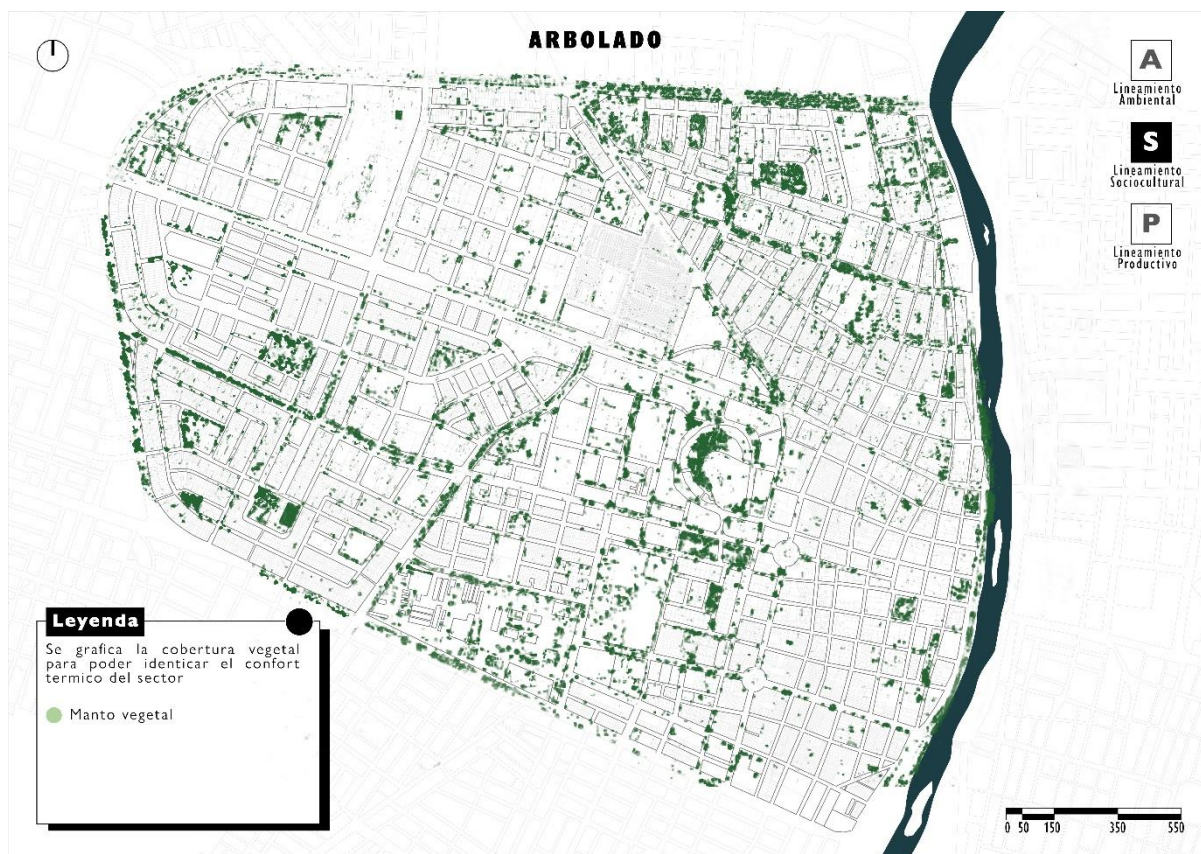 ARBOLADO
A
Lineamiento
Ambiental
S
Lineamiento
Sociocultural
P
Lineamiento
Productivo
Leyenda
Se grafica la cobertura vegetal
para poder identicar el confort
termico del sector
Manto vegetal
0 50 150 350 550